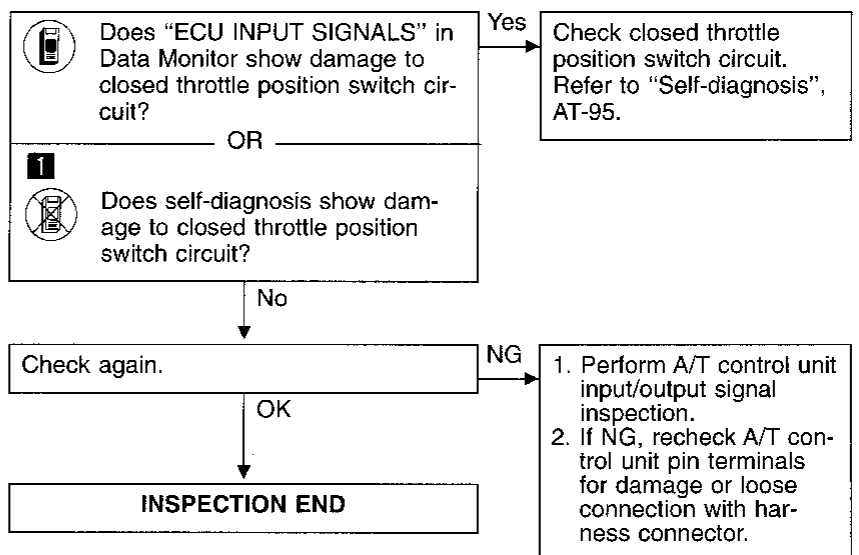 Does “ECU INPUT SIGNALS” in
Data Monitor show damage to
closed throttle position switch cir-
cuit?
Yes
Check closed throttle
position switch circuit.
Refer to “Self-diagnosis”,
AT-95.
OR
1
Does self-diagnosis show dam-
age to closed throttle position
switch circuit?
No
Check again.
NG
1. Perform A/T control unit
input/output signal
inspection.
2. If NG, recheck A/T con-
trol unit pin terminals
for damage or loose
connection with har-
ness connector.
OK
INSPECTION END